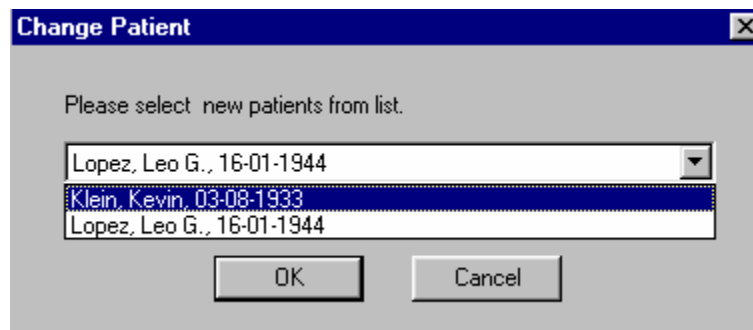 Change Patient
Please select  new patients from list.
Lopez, Leo G., 16-01-1944
Klein, Kevin, 03-08-1933
Lopez, Leo G., 16-01-1944
OK Cancel